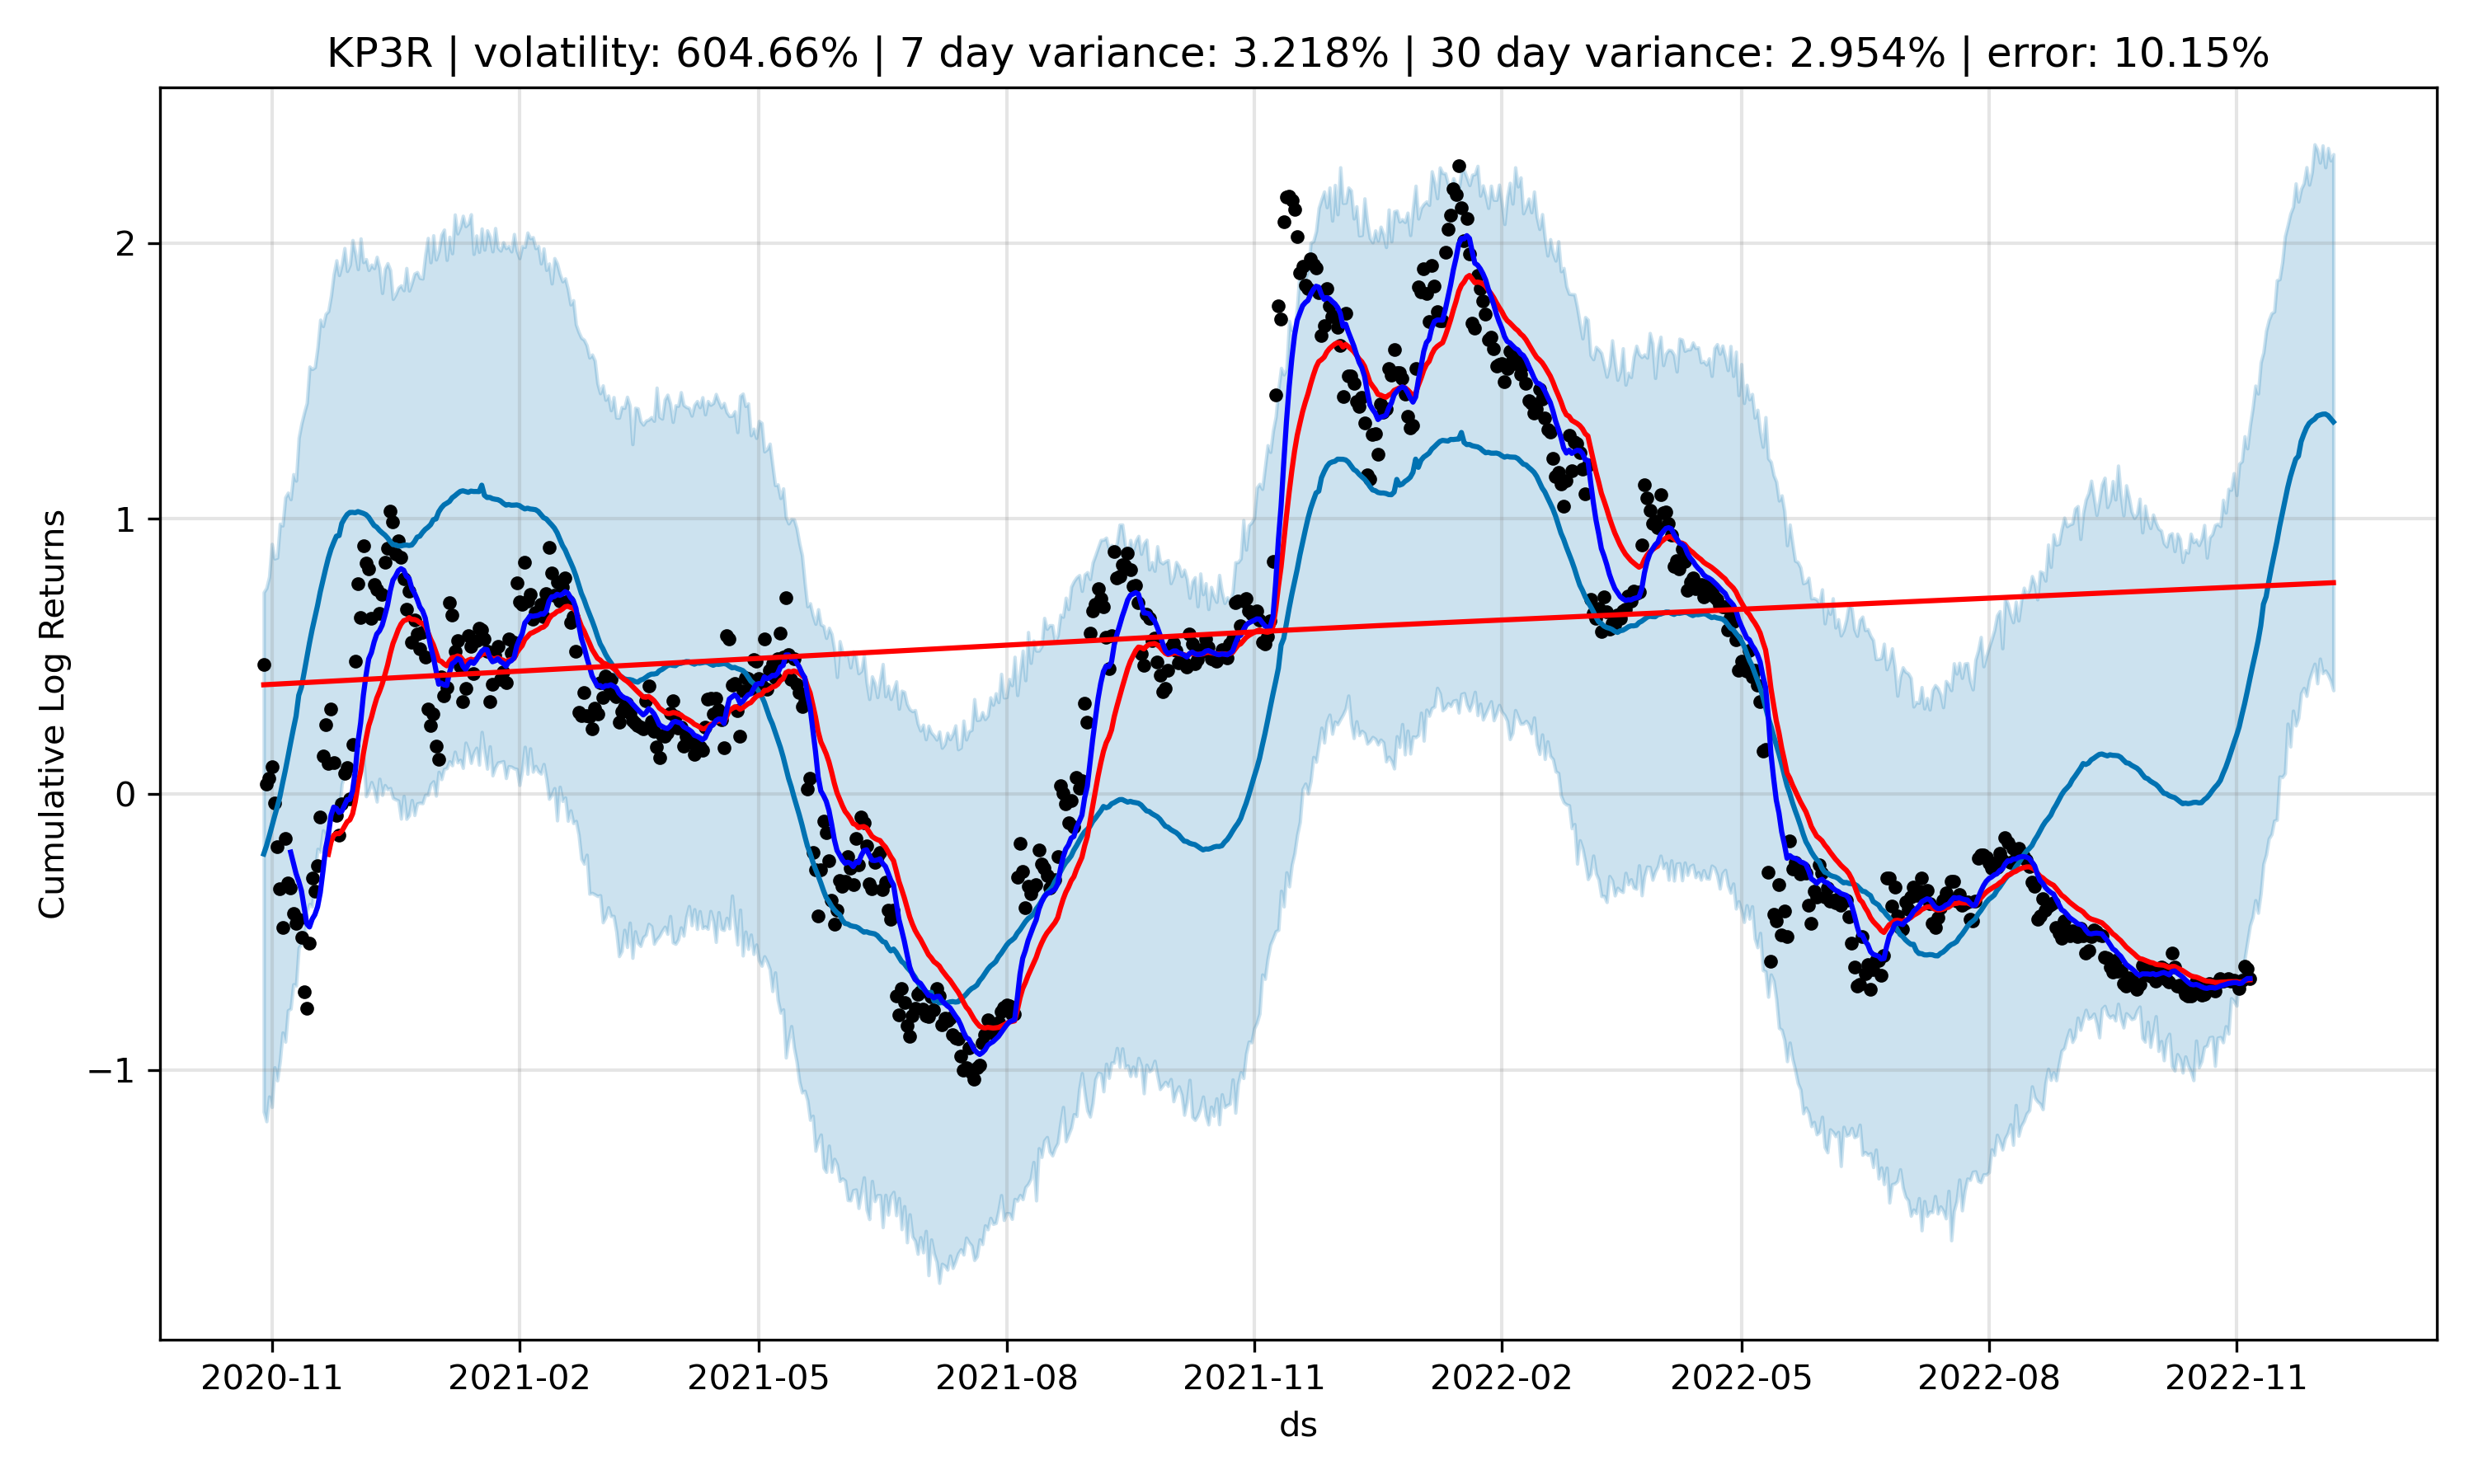 KP3R | volatility: 604.66% | 7 day variance: 3.218% | 30 day variance: 2.954% | error: 10.15%
Cumulative Log Returns
2
1
0
−1
2020-11 2021-02 2021-05 2021-08 2021-11 2022-02 2022-05 2022-08 2022-11
ds